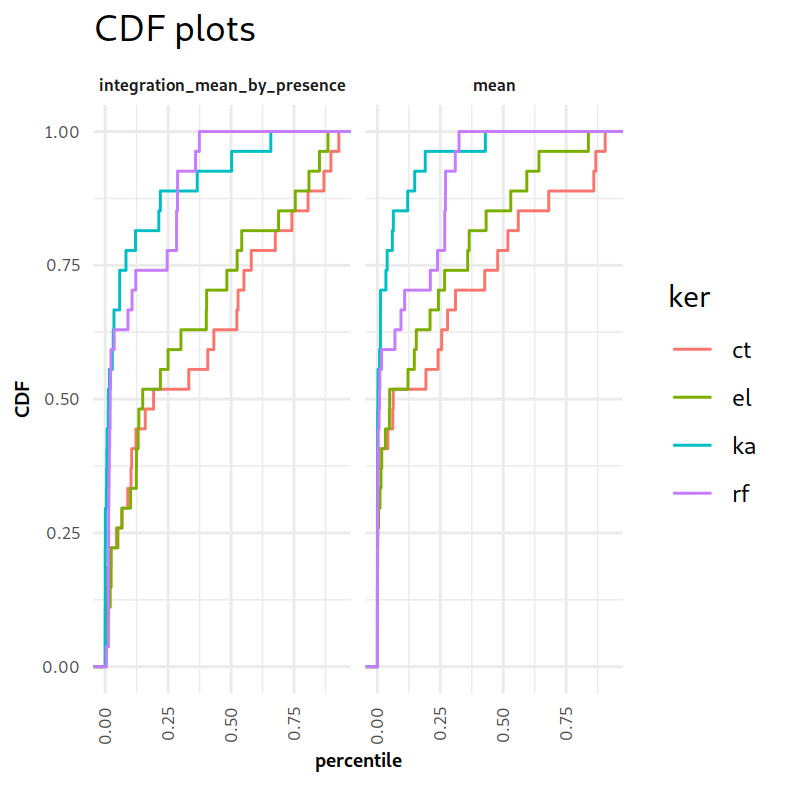 CDF plots
integration_mean_by_presence
mean
1.00
0.75
0.50
0.25
0.00
CDF
0.00
0.25
0.50
0.75
0.00
0.25
0.50
0.75
percentile
ker
ct
el
ka
rf